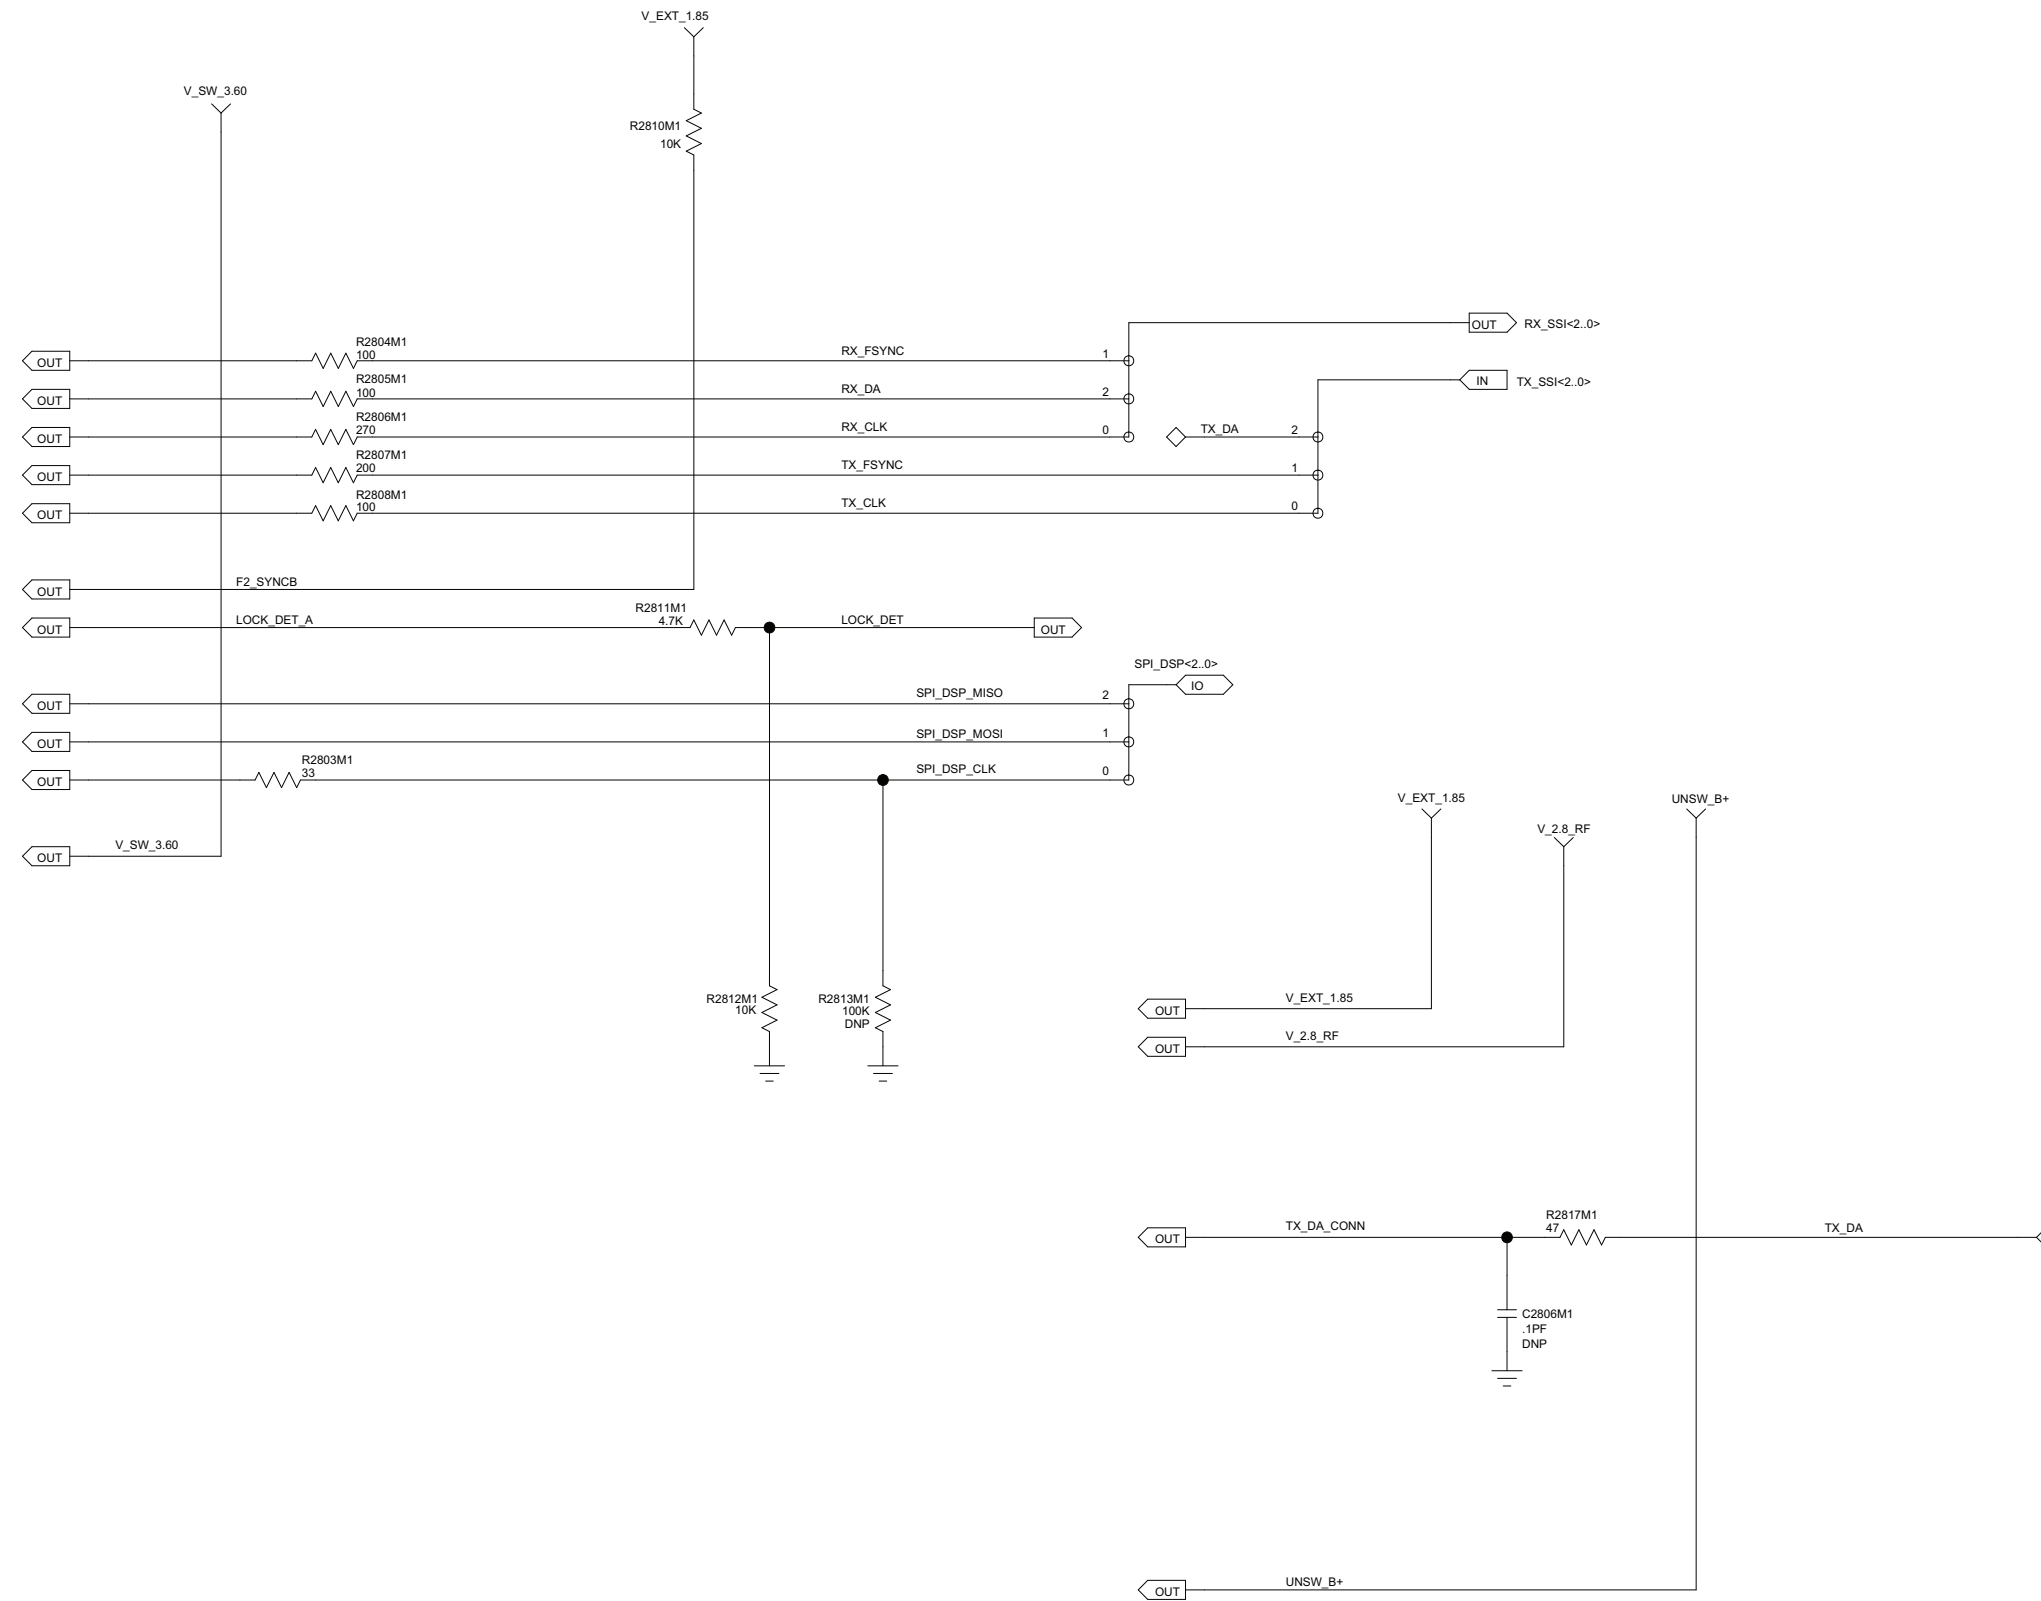 V_EXT_1.85
V_SW_3.60
R2810M1
10K
OUT RX_SSI<2..0>
R2804M1
OUT 100 RX_FSYNC 1
R2805M1
IN TX_SSI<2..0>
OUT 100 RX_DA 2
R2806M1
OUT 270 RX_CLK 0 TX_DA 2
R2807M1
OUT 200 TX_FSYNC 1
R2808M1
OUT 100 TX_CLK 0
OUT F2_SYNCB
R2811M1
OUT LOCK_DET_A 4.7K LOCK_DET OUT
SPI_DSP<2..0>
IO
OUT SPI_DSP_MISO 2
OUT SPI_DSP_MOSI 1
R2803M1
OUT 33 SPI_DSP_CLK 0
V_EXT_1.85 UNSW_B+
V_2.8_RF
OUT V_SW_3.60
R2812M1
10K
R2813M1
100K
DNP
OUT V_EXT_1.85
OUT V_2.8_RF
R2817M1
OUT TX_DA_CONN 47 TX_DA
C2806M1
.1PF
DNP
OUT UNSW_B+